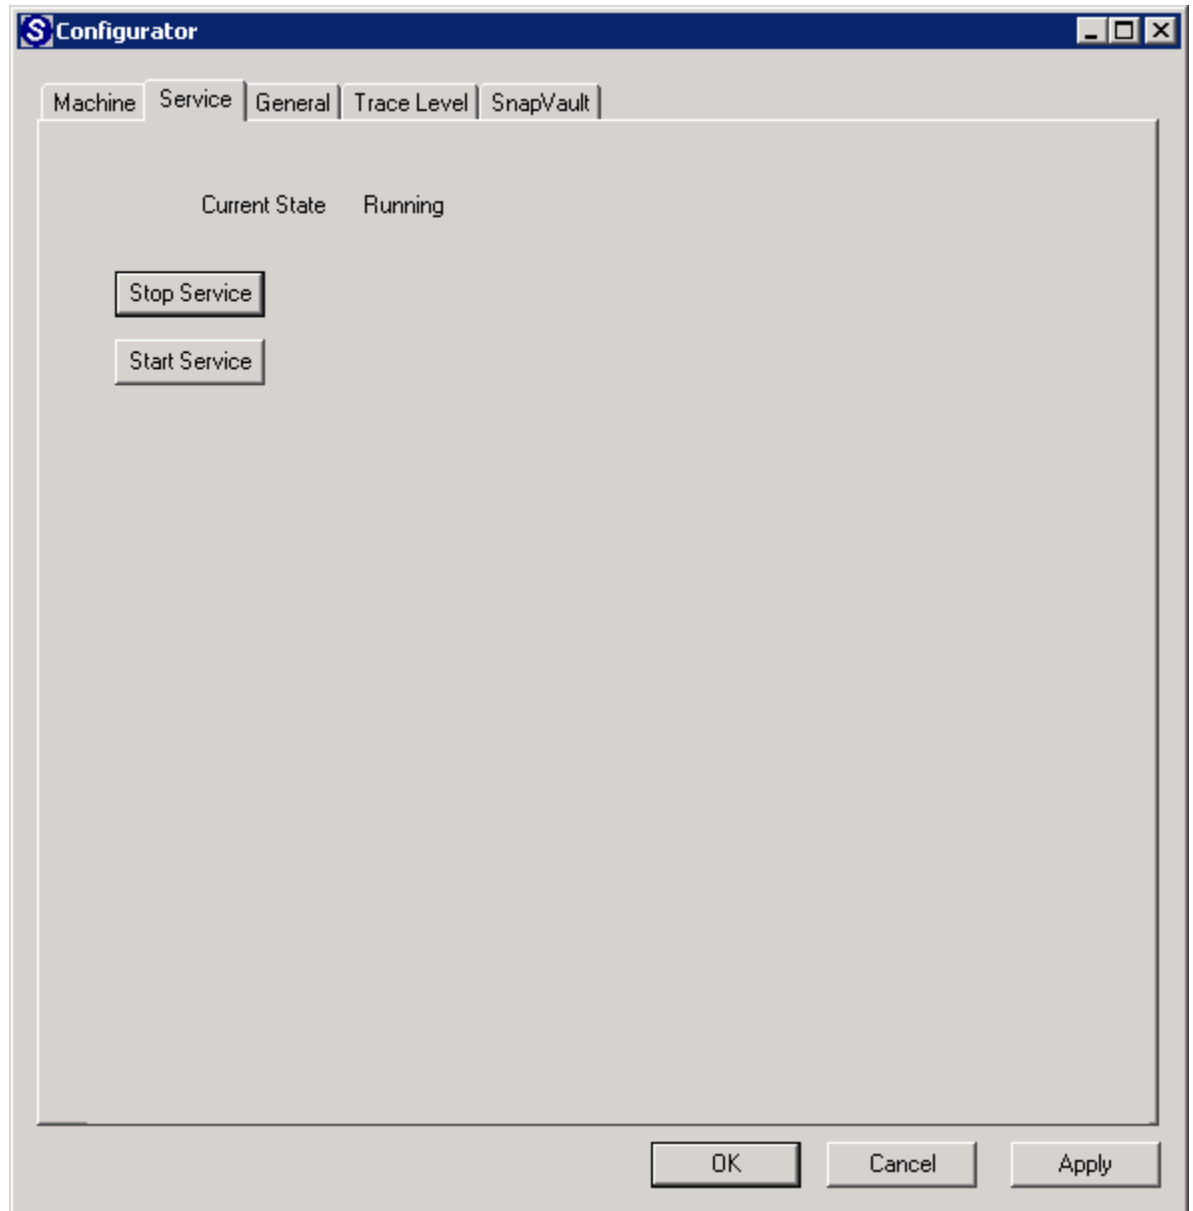 S Configurator
Machine Service General Trace Level SnapVault
Current State Running
Stop Service
Start Service
OK Cancel Apply